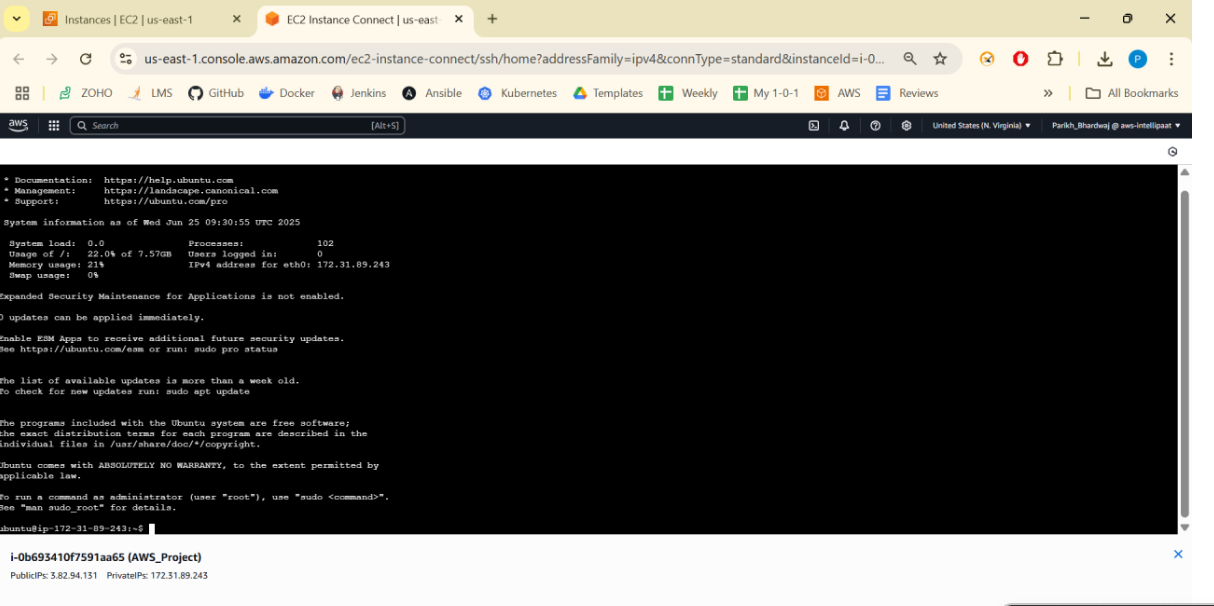 Instances | EC2 | us-east-1
EC2 Instance Connect | us-east-
us-east-1.console.aws.amazon.com/ec2-instance-connect/ssh/home?addressFamily=ipv4&connType=standard&instanceId=i-0...
P
ZOHO LMS GitHub Docker Jenkins Ansible Kubernetes Templates Weekly My 1-0-1 AWS Reviews » All Bookmarks
aws Search [Alt+S] United States (N. Virginia) ▼ Parikh_Bhardwaj @ aws-intellipaat ▼
* Documentation: https://help.ubuntu.com
* Management: https://landscape.canonical.com
* Support: https://ubuntu.com/pro
System information as of Wed Jun 25 09:30:55 UTC 2025
System load: 0.0 Processes: 102
Usage of /: 22.0% of 7.57GB Users logged in: 0
Memory usage: 21% IPv4 address for eth0: 172.31.89.243
Swap usage: 0%
Expanded Security Maintenance for Applications is not enabled.
0 updates can be applied immediately.
Enable ESM Apps to receive additional future security updates.
See https://ubuntu.com/esm or run: sudo pro status
The list of available updates is more than a week old.
To check for new updates run: sudo apt update
The programs included with the Ubuntu system are free software;
the exact distribution terms for each program are described in the
individual files in /usr/share/doc/*/copyright.
Ubuntu comes with ABSOLUTELY NO WARRANTY, to the extent permitted by
applicable law.
To run a command as administrator (user "root"), use "sudo <command>".
See "man sudo_root" for details.
ubuntu@ip-172-31-89-243:~$
i-0b693410f7591aa65 (AWS_Project)
PublicIPs: 3.82.94.131 PrivateIPs: 172.31.89.243